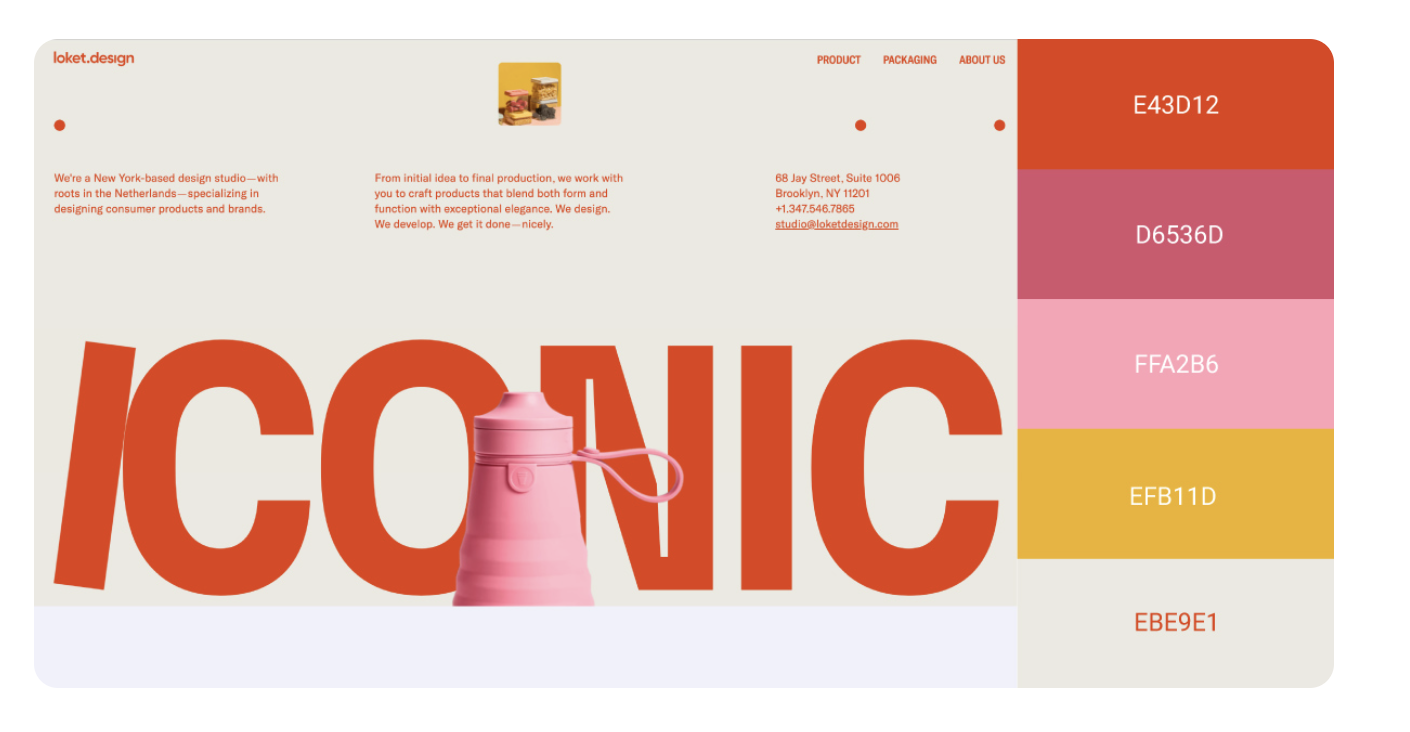 loket.design
PRODUCT PACKAGING ABOUT US
We're a New York-based design studio—with
roots in the Netherlands—specializing in
designing consumer products and brands.
From initial idea to final production, we work with
you to craft products that blend both form and
function with exceptional elegance. We design.
We develop. We get it done—nicely.
68 Jay Street, Suite 1006
Brooklyn, NY 11201
+1.347.546.7865
studio@loketdesign.com
ICONIC
E43D12
D6536D
FFA2B6
EFB11D
EBE9E1